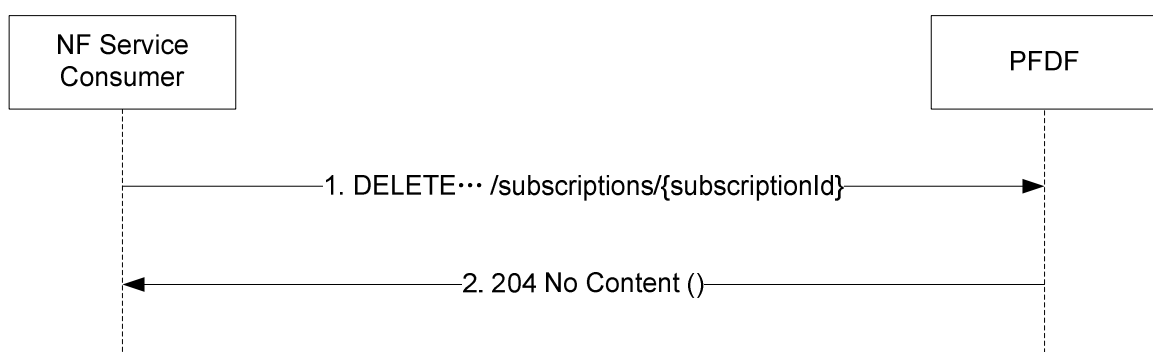 NF Service
Consumer
PFDF
1. DELETE··· /subscriptions/{subscriptionId}
2. 204 No Content ()